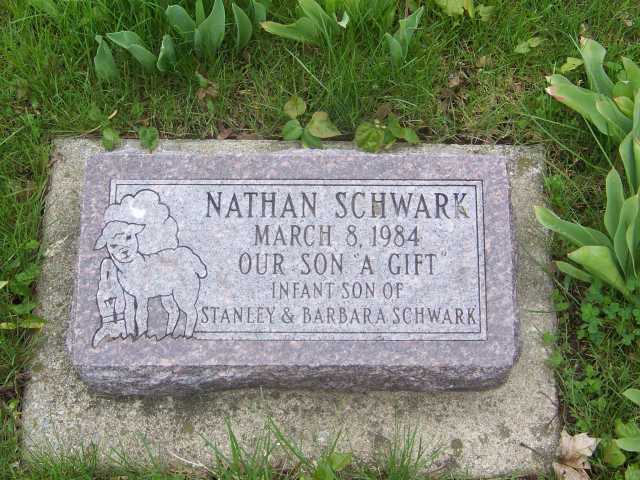 NATHAN SCHWARK
MARCH 8, 1984
OUR SON "A GIFT"
INFANT SON OF
STANLEY & BARBARA SCHWARK